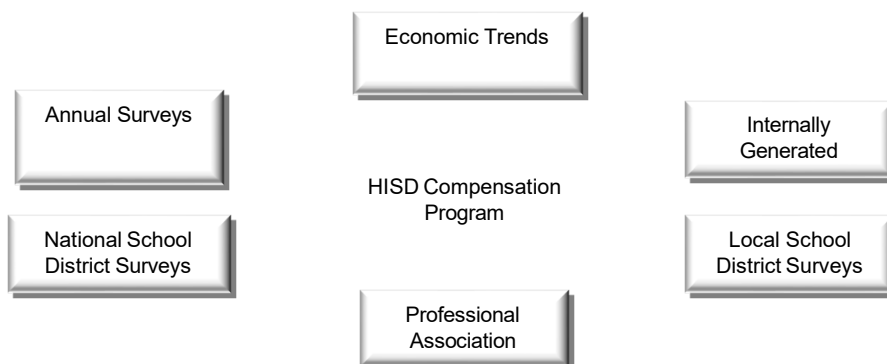 Economic Trends
Annual Surveys
Internally
Generated
HISD Compensation
Program
National School
District Surveys
Local School
District Surveys
Professional
Association